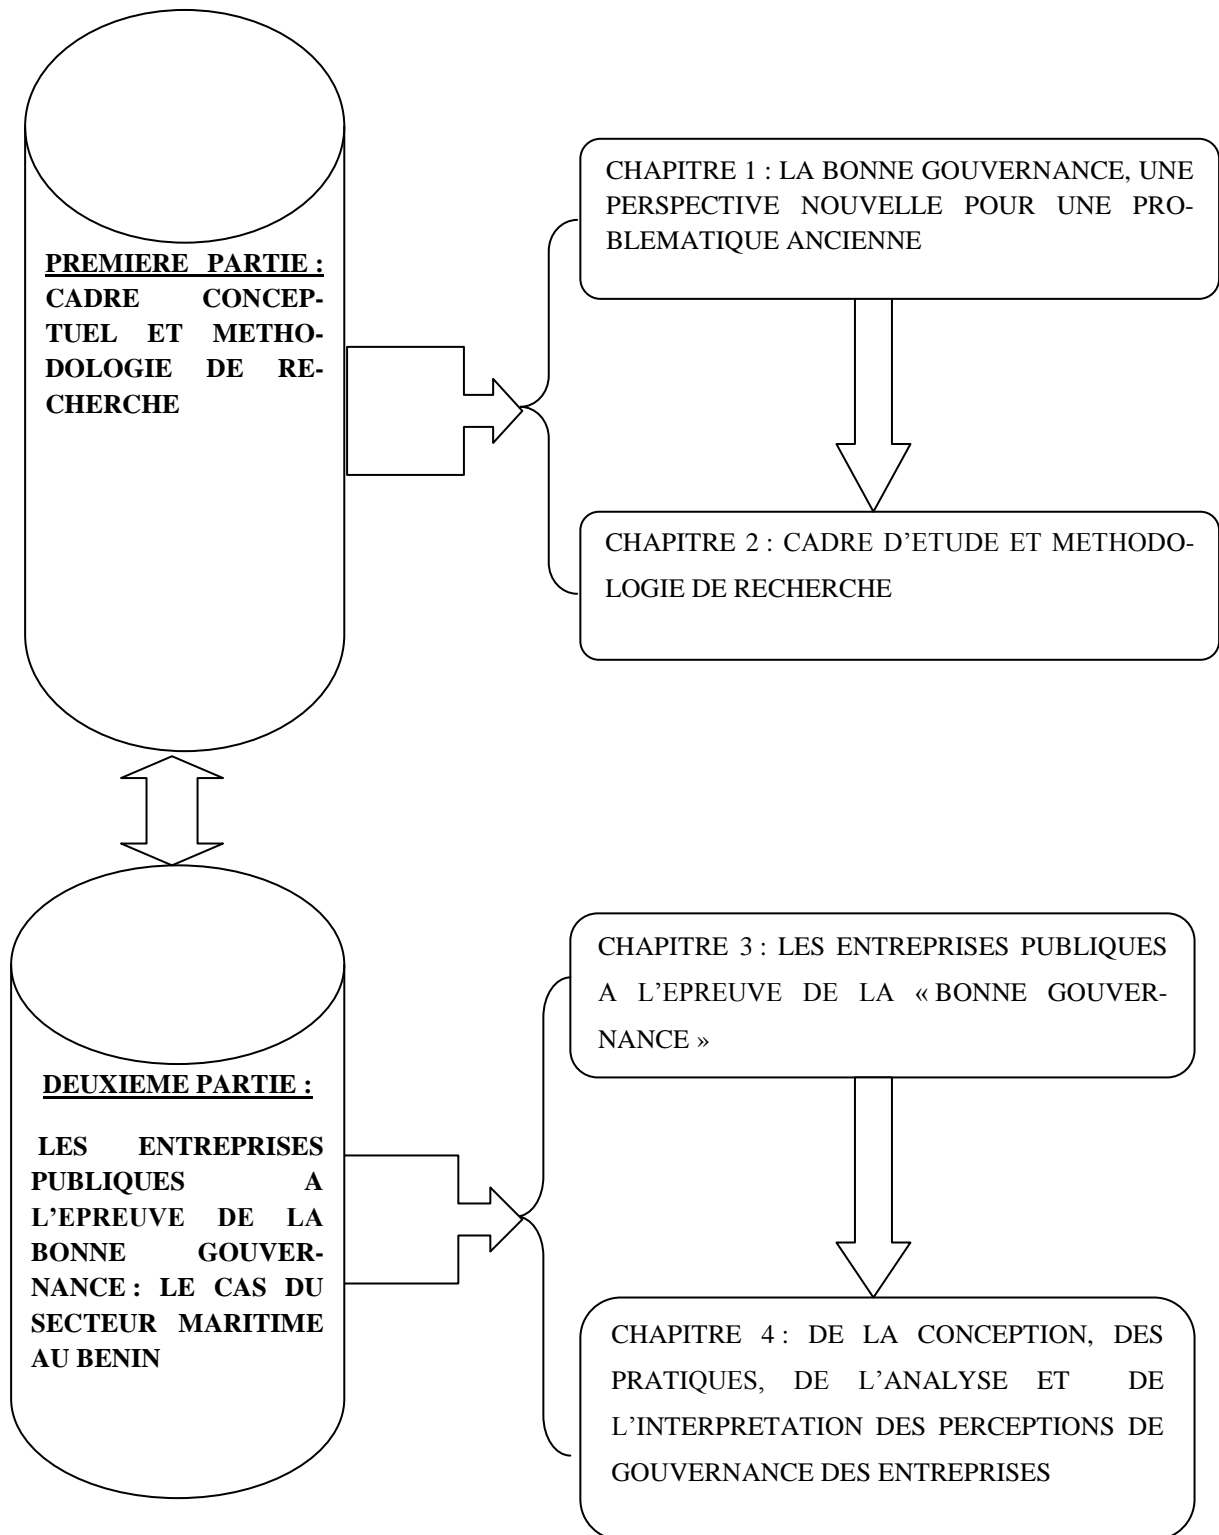 PREMIERE PARTIE :
CADRE CONCEP-
TUEL ET METHO-
DOLOGIE DE RE-
CHERCHE
CHAPITRE 1 : LA BONNE GOUVERNANCE, UNE
PERSPECTIVE NOUVELLE POUR UNE PRO-
BLEMATIQUE ANCIENNE
CHAPITRE 2 : CADRE D’ETUDE ET METHODO-
LOGIE DE RECHERCHE
DEUXIEME PARTIE :
LES ENTREPRISES
PUBLIQUES A
L’EPREUVE DE LA
BONNE GOUVER-
NANCE : LE CAS DU
SECTEUR MARITIME
AU BENIN
CHAPITRE 3 : LES ENTREPRISES PUBLIQUES
A L’EPREUVE DE LA « BONNE GOUVER-
NANCE »
CHAPITRE 4 : DE LA CONCEPTION, DES
PRATIQUES, DE L’ANALYSE ET DE
L’INTERPRETATION DES PERCEPTIONS DE
GOUVERNANCE DES ENTREPRISES